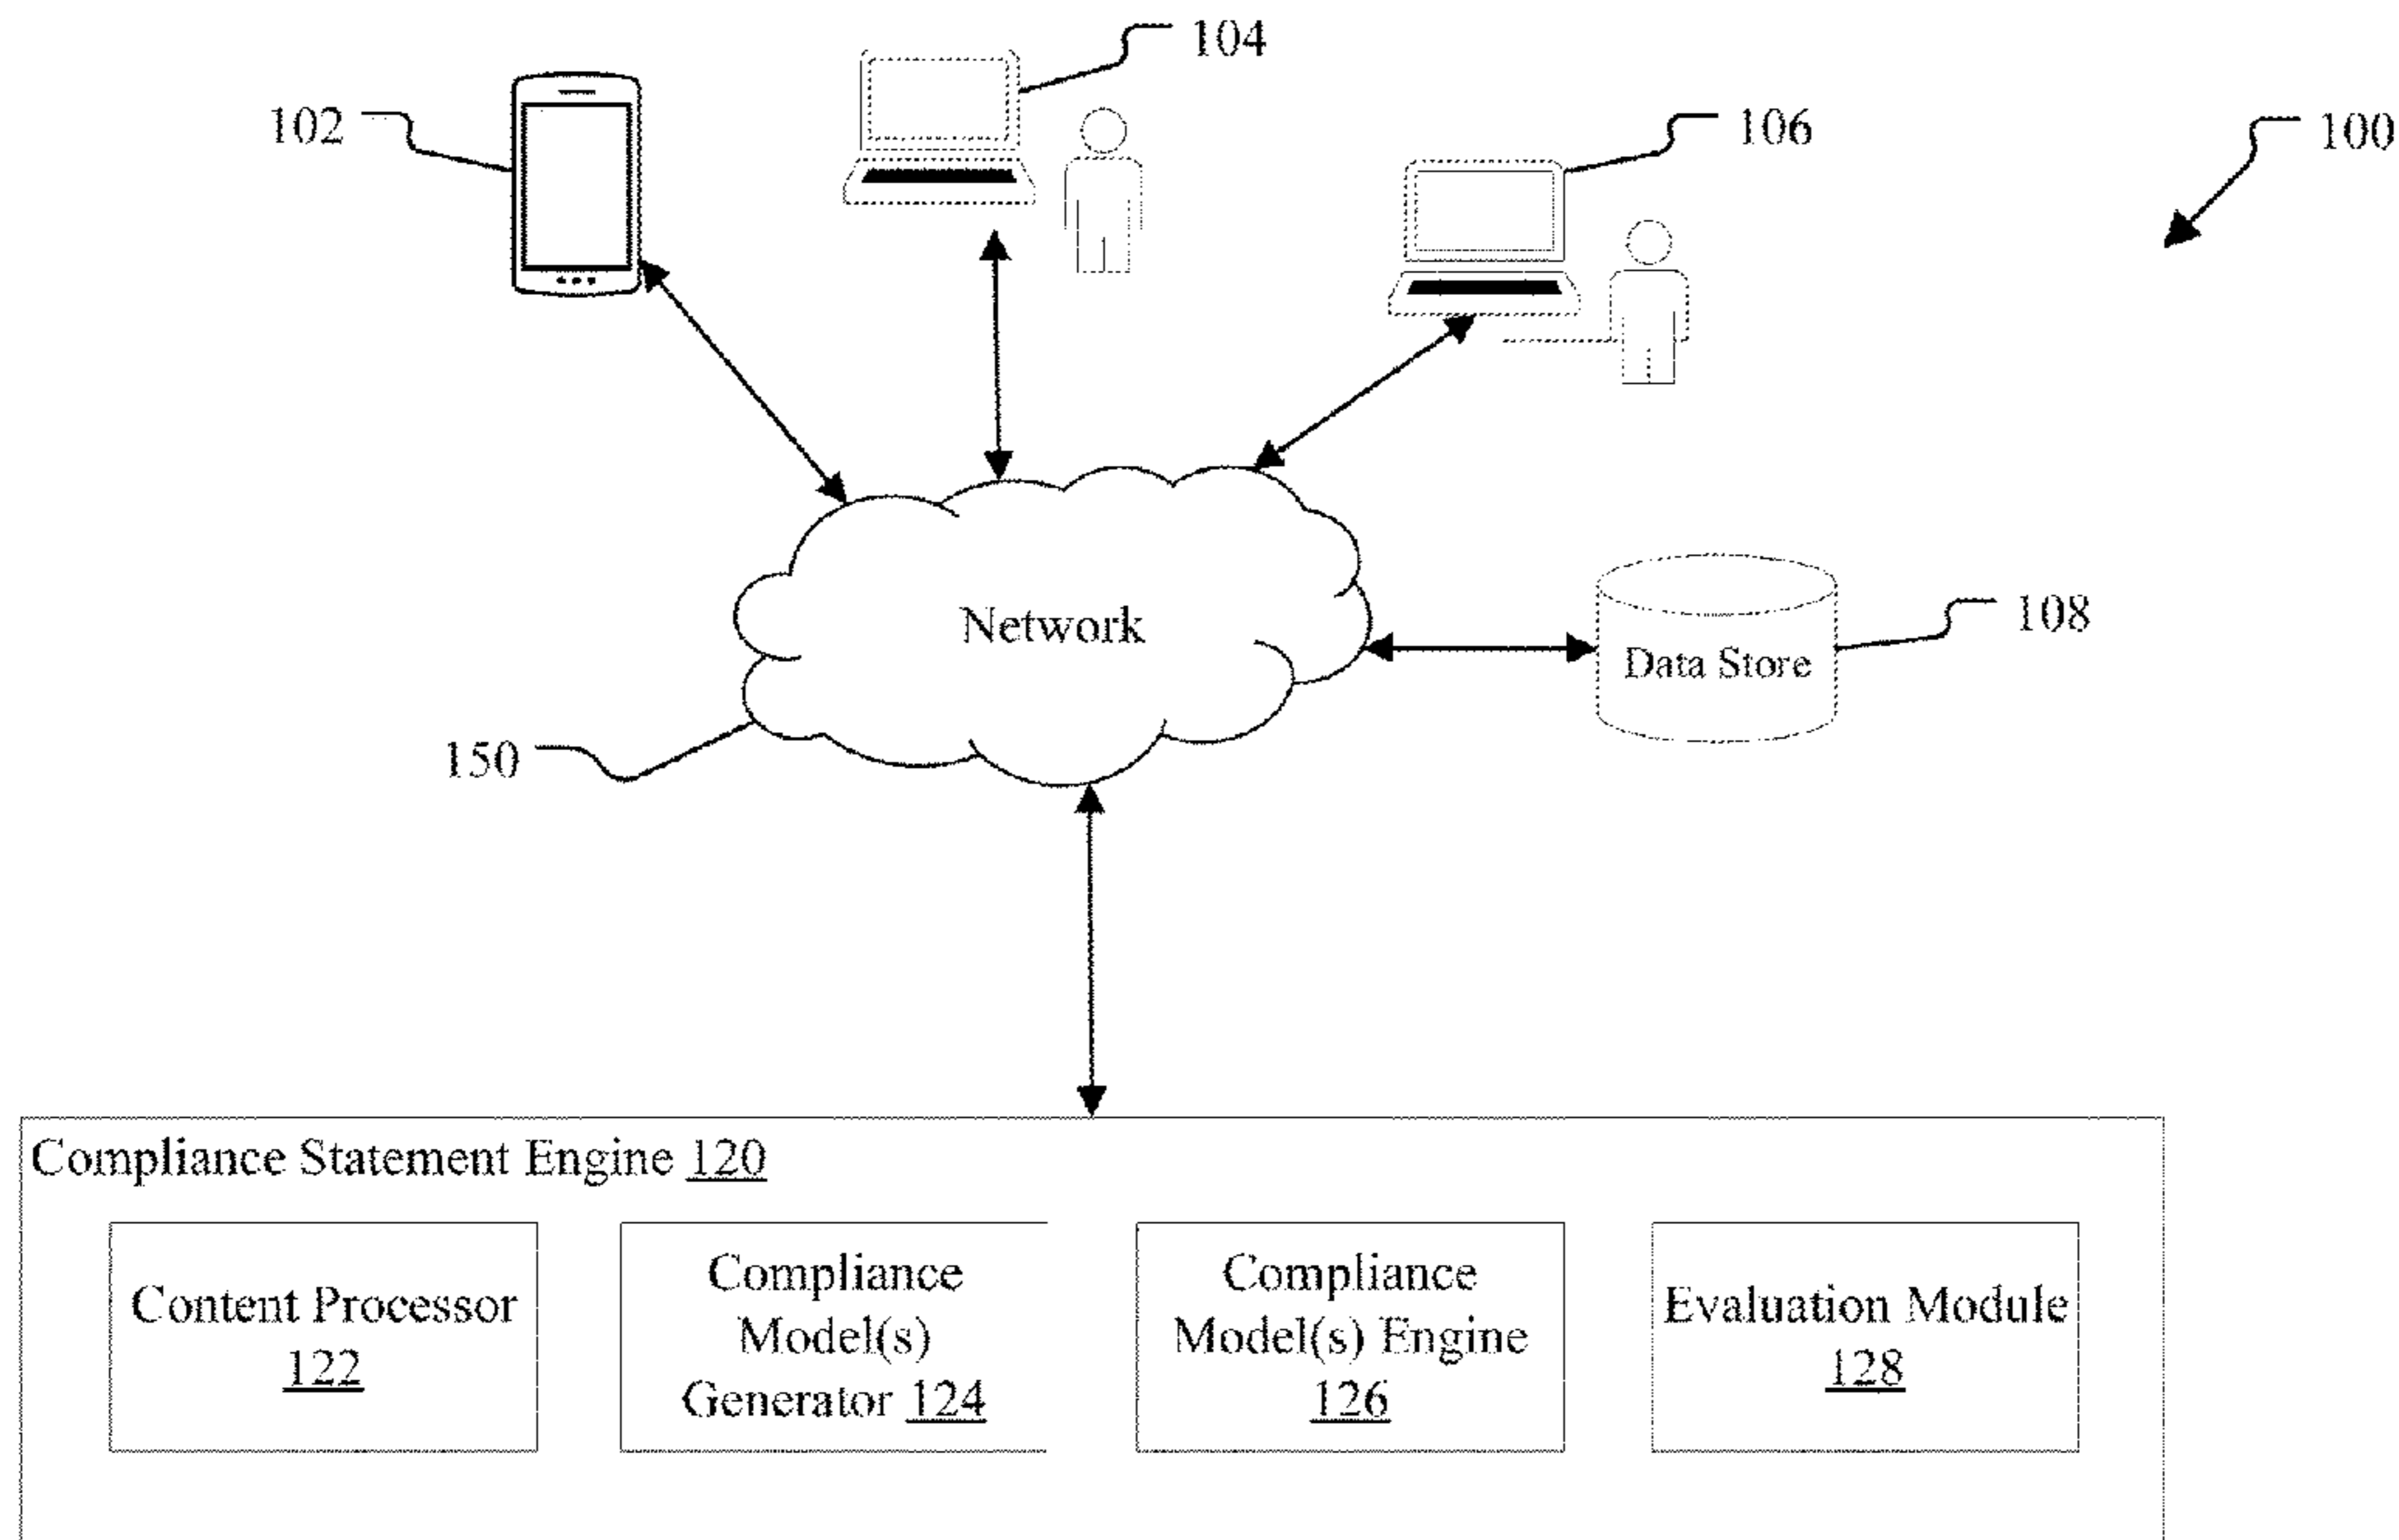 104
102
106
100
Network
108
Data Store
150
Compliance Statement Engine 120
Content Processor
122
Compliance
Model(s)
Generator 124
Compliance
Model(s) Engine
126
Evaluation Module
128